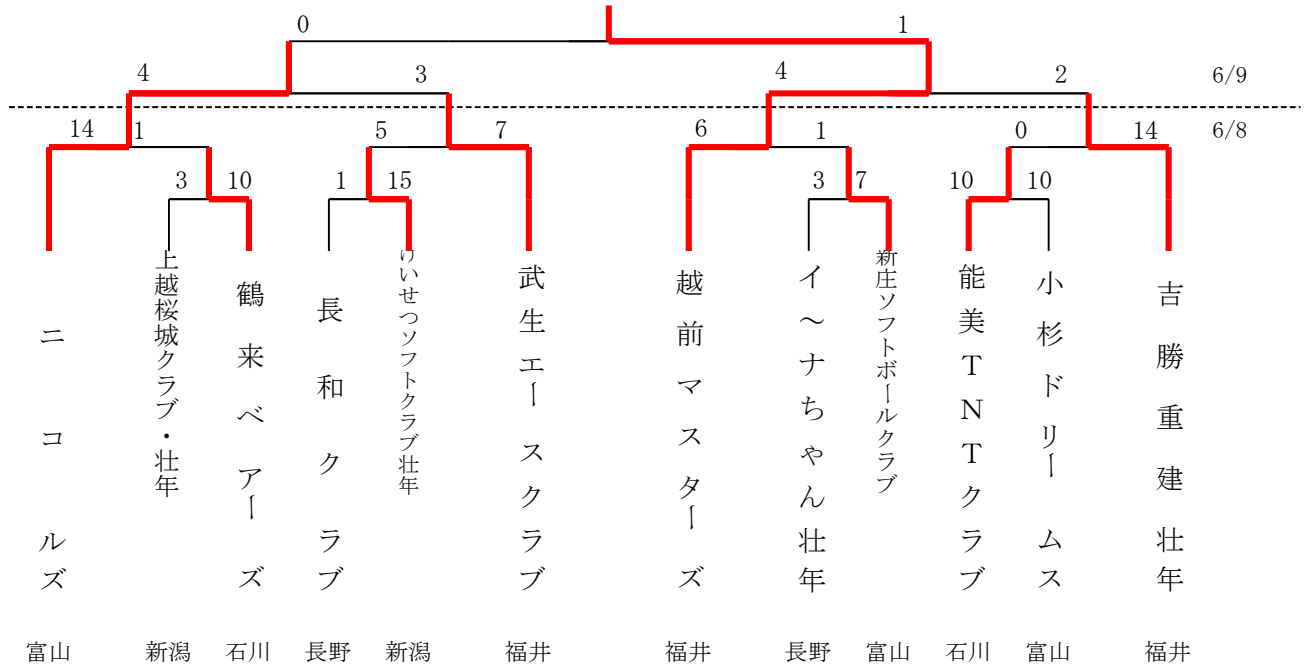 0 1
4 3 4 2 6/9
14 1 5 7 6 1 0 14 6/8
3 10 1 15 3 7 10 10
ニコルズ
上越桜城クラブ・壮年
鶴来ベアーズ
長和クラブ
けいせつソフトクラブ壮年
武生エースクラブ
越前マスターズ
イ～ナちゃん壮年
新庄ソフトボールクラブ
能美TNTクラブ
小杉ドリームス
吉勝重建壮年
富山 新潟 石川 長野 新潟 福井 福井 長野 富山 石川 富山 福井